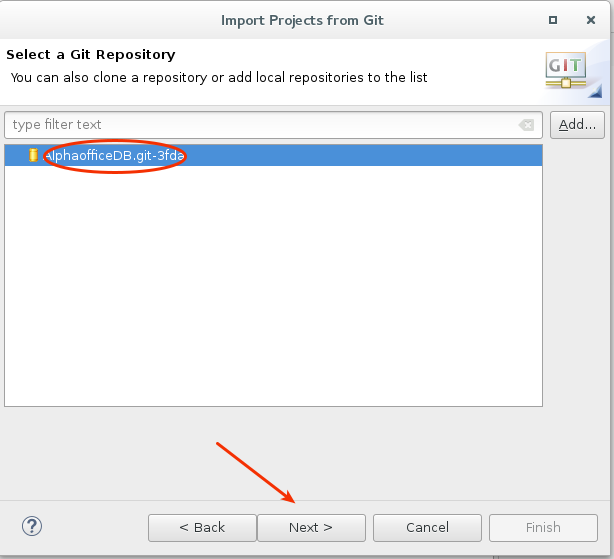 Import Projects from Git
Select a Git Repository
You can also clone a repository or add local repositories to the list
GIT
type filter text
Add...
AlphaofficeDB.git-3fda
?
< Back
Next >
Cancel
Finish